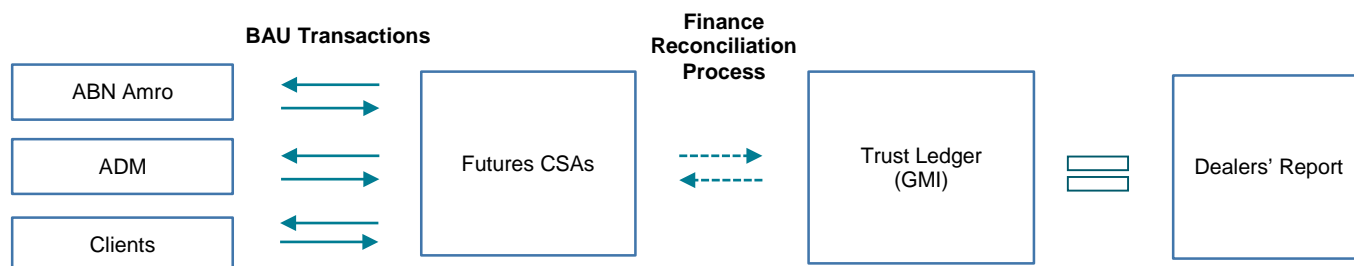 BAU Transactions
Finance
Reconciliation
Process
ABN Amro
ADM
Clients
Futures CSAs
Trust Ledger
(GMI)
Dealers’ Report